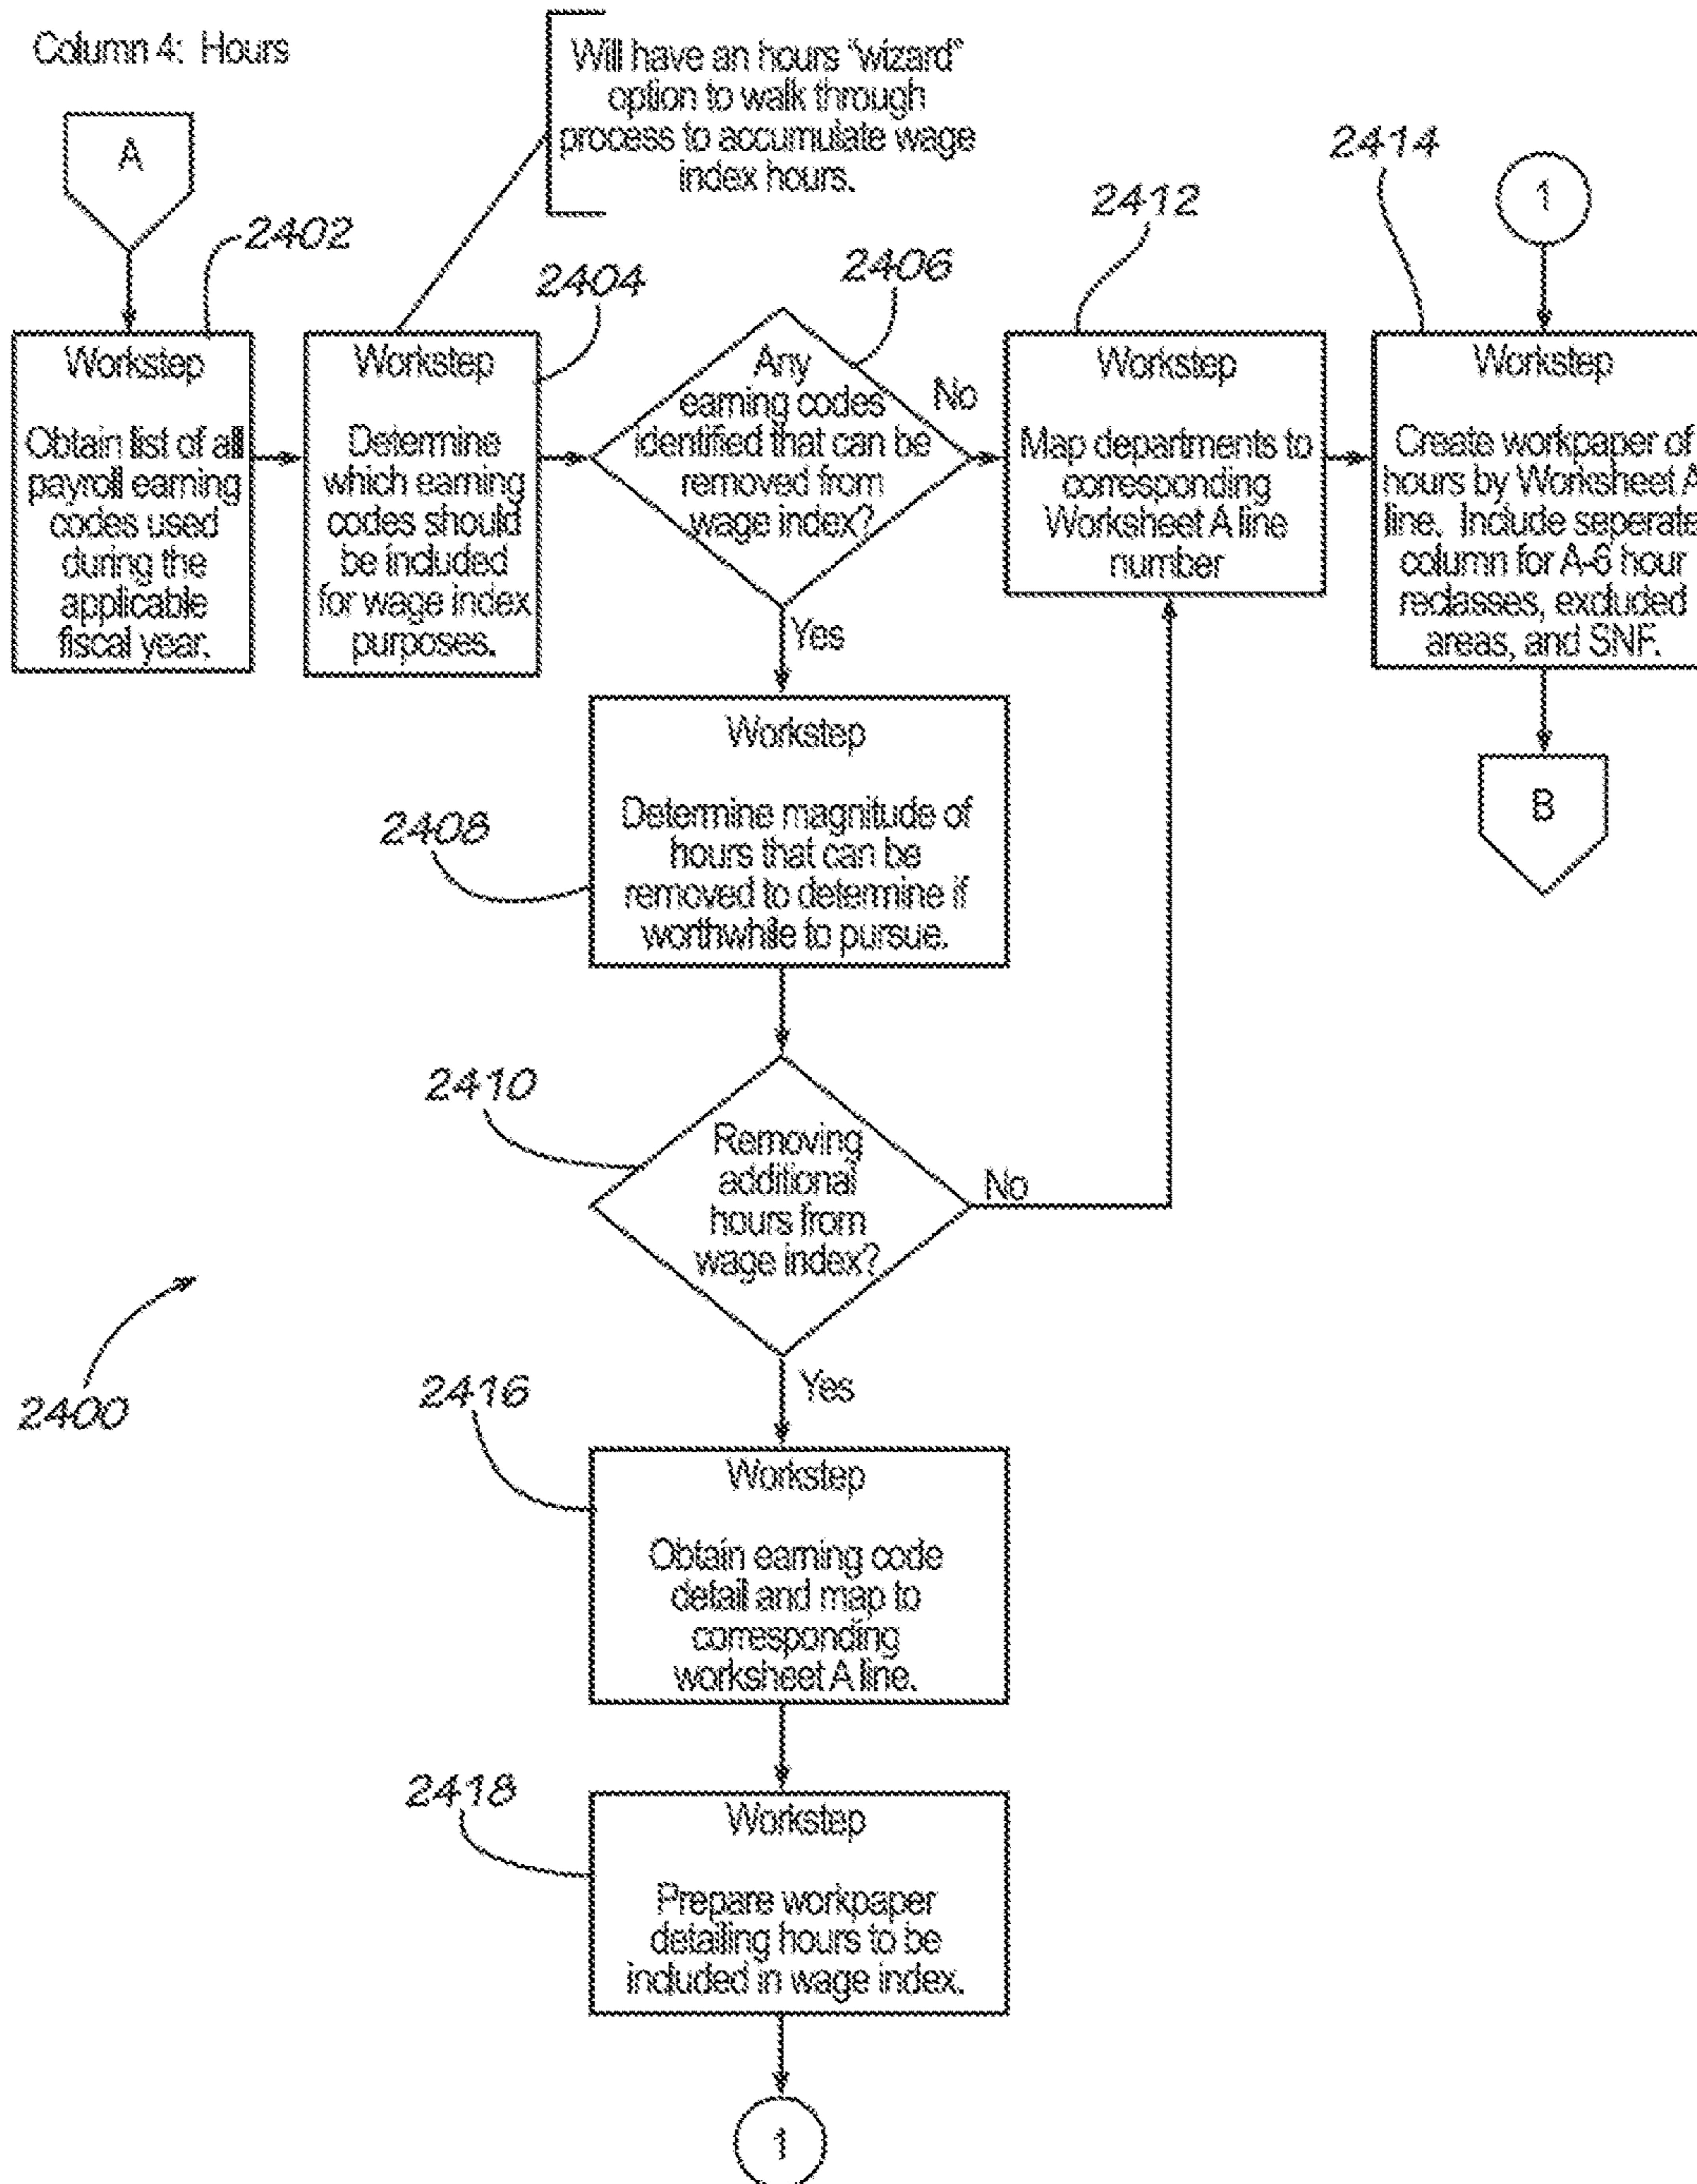 Column 4: Hours
Will have an hours "wizard"
option to walk through
process to accumulate wage
index hours.
A
2402
2404
2406
2412
2414
1
Workstep
Obtain list of all
payroll earning
codes used
during the
applicable
fiscal year.
Workstep
Determine
which earning
codes should
be included
for wage index
purposes.
Any
earning codes
identified that can be
removed from
wage index?
No
Yes
Workstep
Map departments to
corresponding
Worksheet A line
number
Workstep
Create workpaper of
hours by Worksheet A
line. Include seperate
column for A-6 hour
reclasses, excluded
areas, and SNF.
B
2408
Workstep
Determine magnitude of
hours that can be
removed to determine if
worthwhile to pursue.
2410
Removing
additional
hours from
wage index?
No
Yes
2400
2416
Workstep
Obtain earning code
detail and map to
corresponding
worksheet A line.
2418
Workstep
Prepare workpaper
detailing hours to be
included in wage index.
1